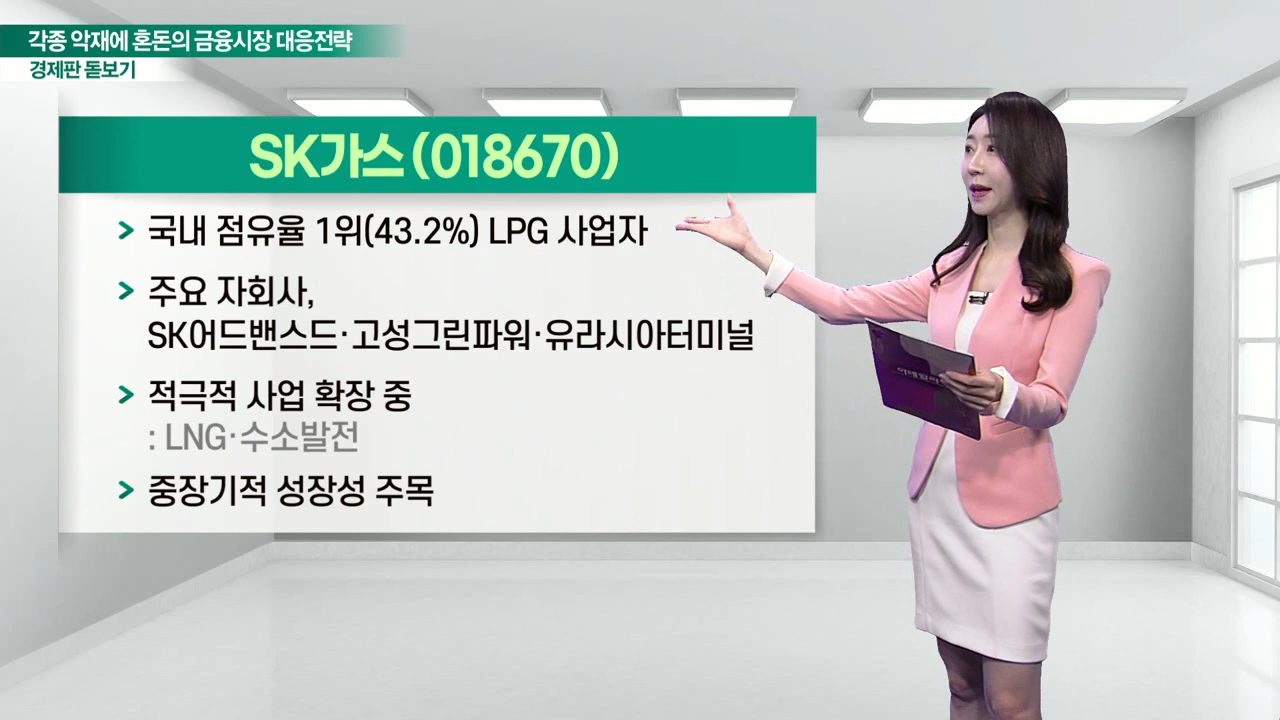 각종 악재에 혼돈의 금융시장 대응전략
경제판 돋보기
SK가스(018670)
국내 점유율 1위(43.2%) LPG 사업자
주요 자회사,
SK어드밴스드·고성그린파워·유라시아터미널
적극적 사업 확장 중
: LNG·수소발전
중장기적 성장성 주목